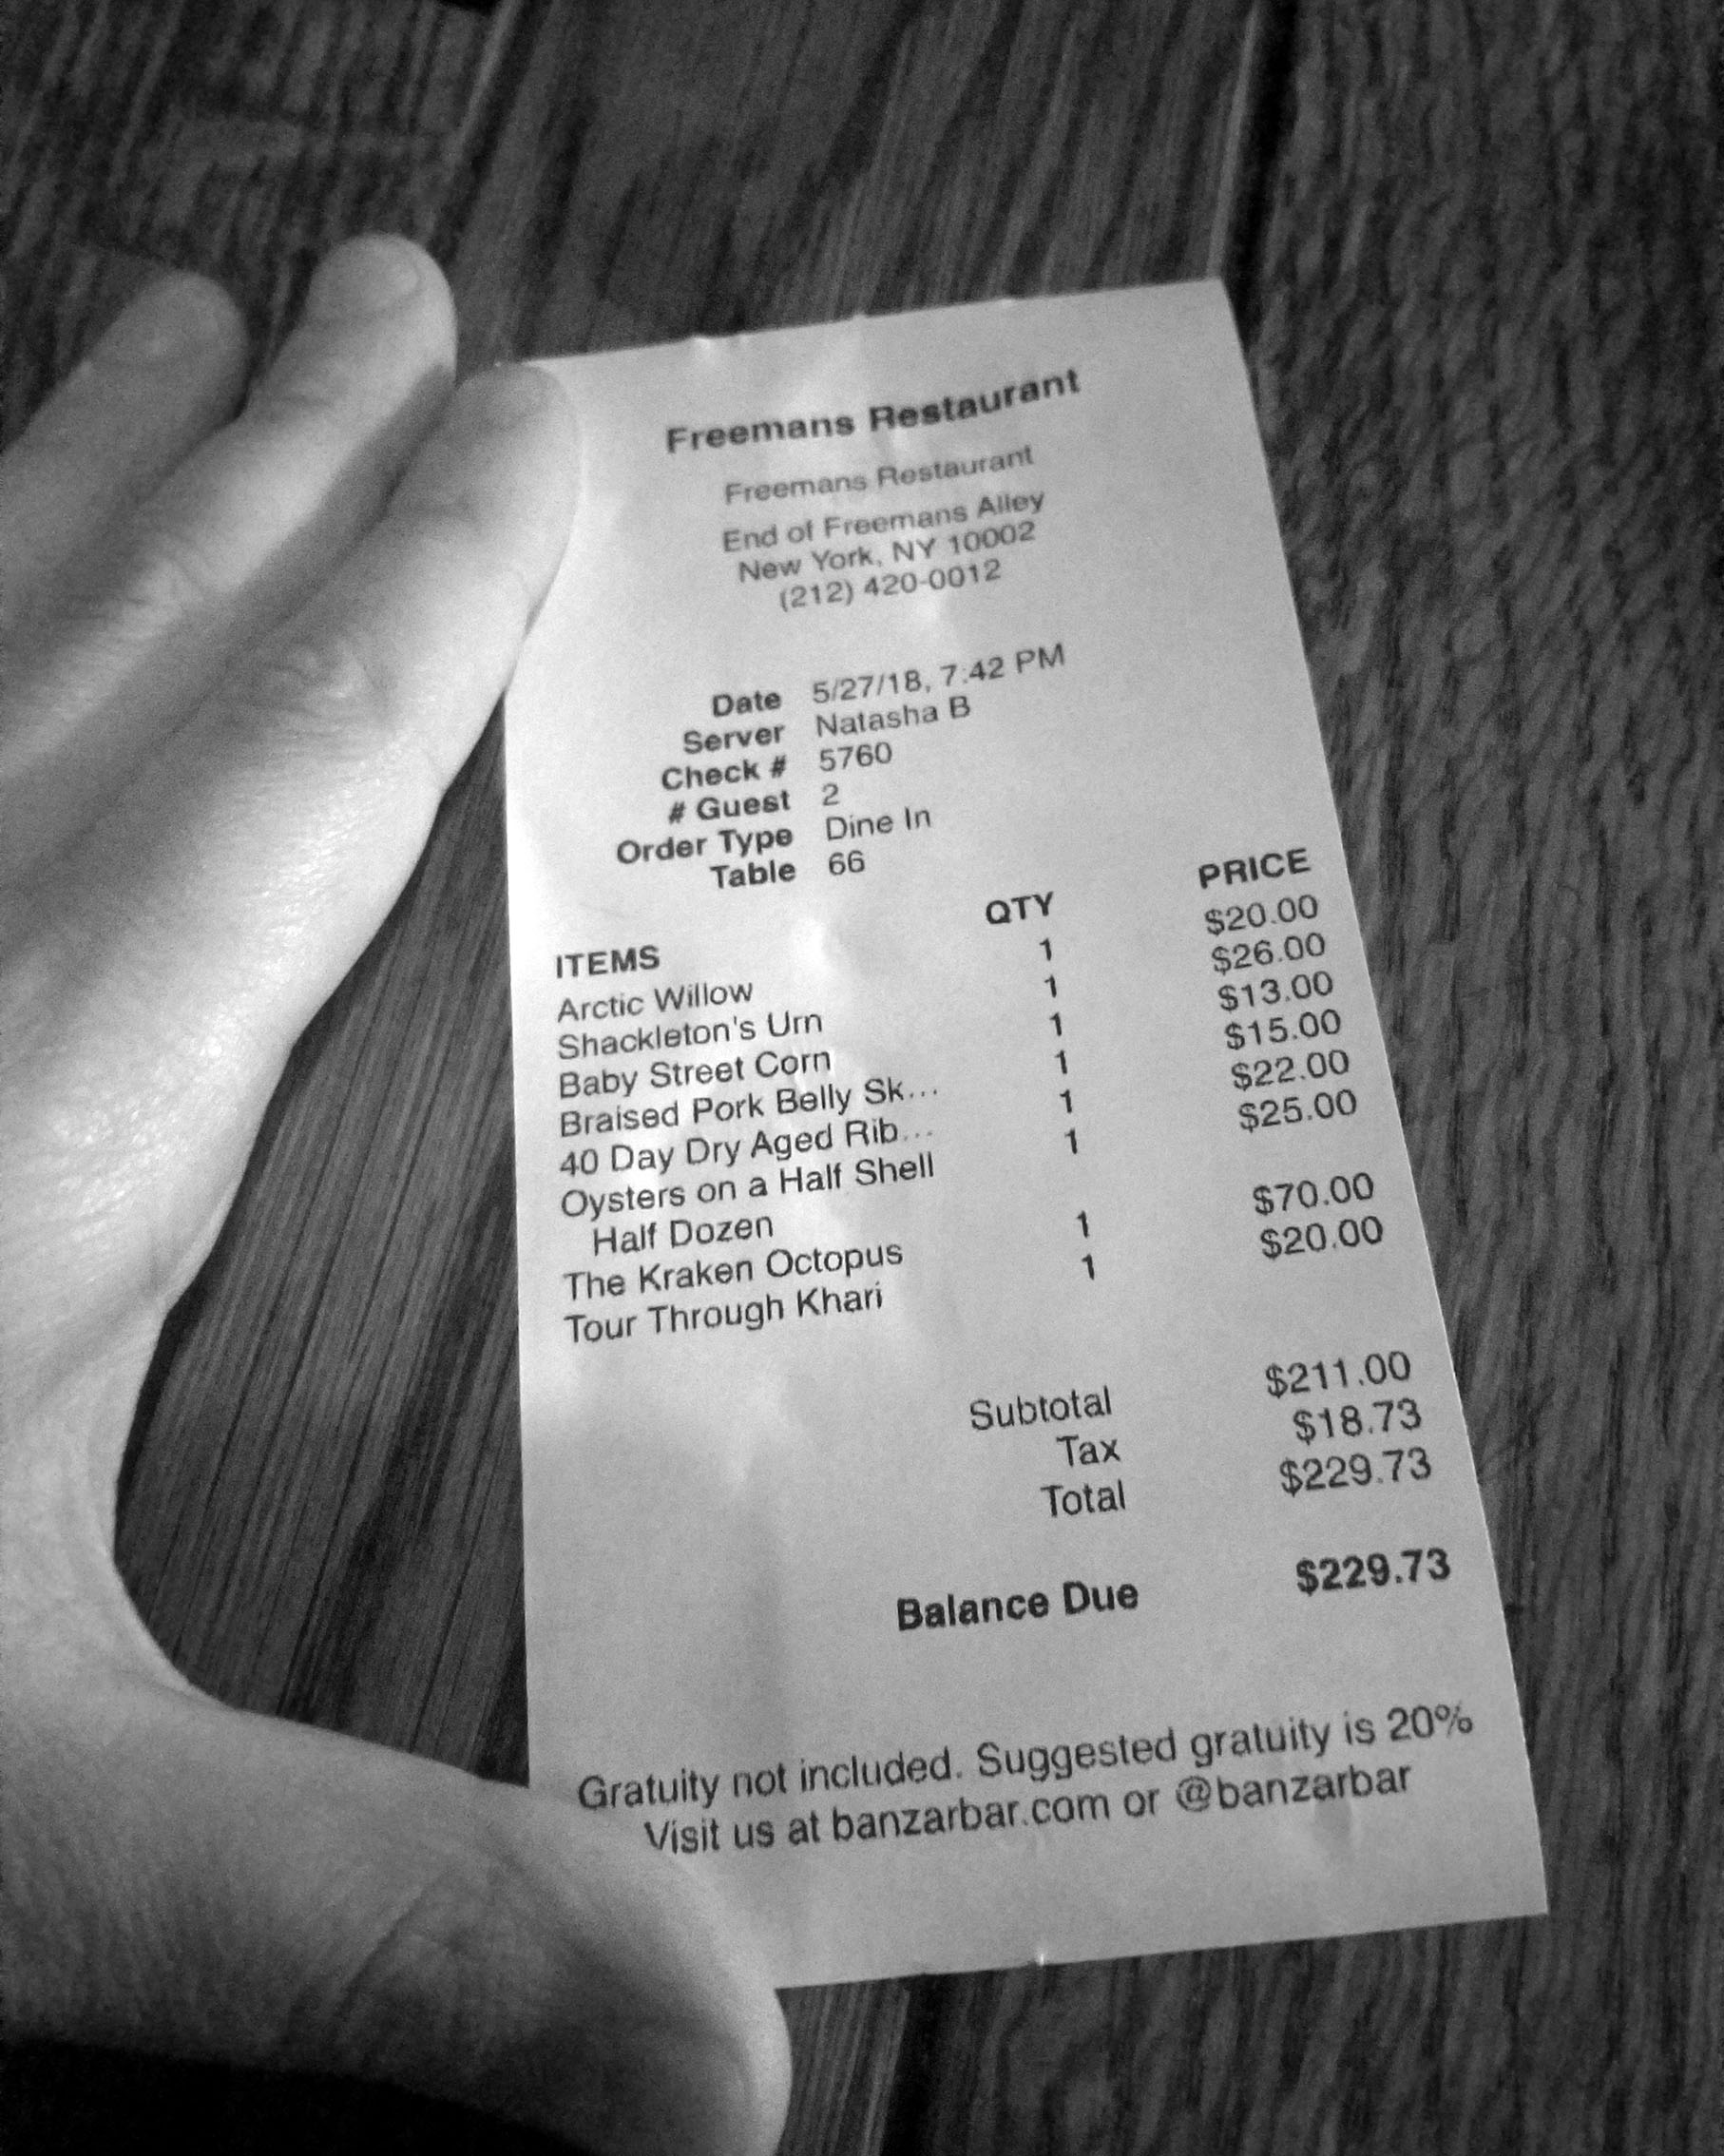 Freemans Restaurant
Freemans Restaurant
End of Freemans Alley
New York, NY 10002
(212) 420-0012
Date 5/27/18, 7:42 PM
Server Natasha B
Check # 5760
# Guest 2
Order Type Dine In
Table 66
ITEMS QTY PRICE
Arctic Willow 1 $20.00
Shackleton's Urn 1 $26.00
Baby Street Corn 1 $13.00
Braised Pork Belly Sk... 1 $15.00
40 Day Dry Aged Rib... 1 $22.00
Oysters on a Half Shell 1 $25.00
Half Dozen
The Kraken Octopus 1 $70.00
Tour Through Khari 1 $20.00
Subtotal $211.00
Tax $18.73
Total $229.73
Balance Due $229.73
Gratuity not included. Suggested gratuity is 20%
Visit us at banzarbar.com or @banzarbar